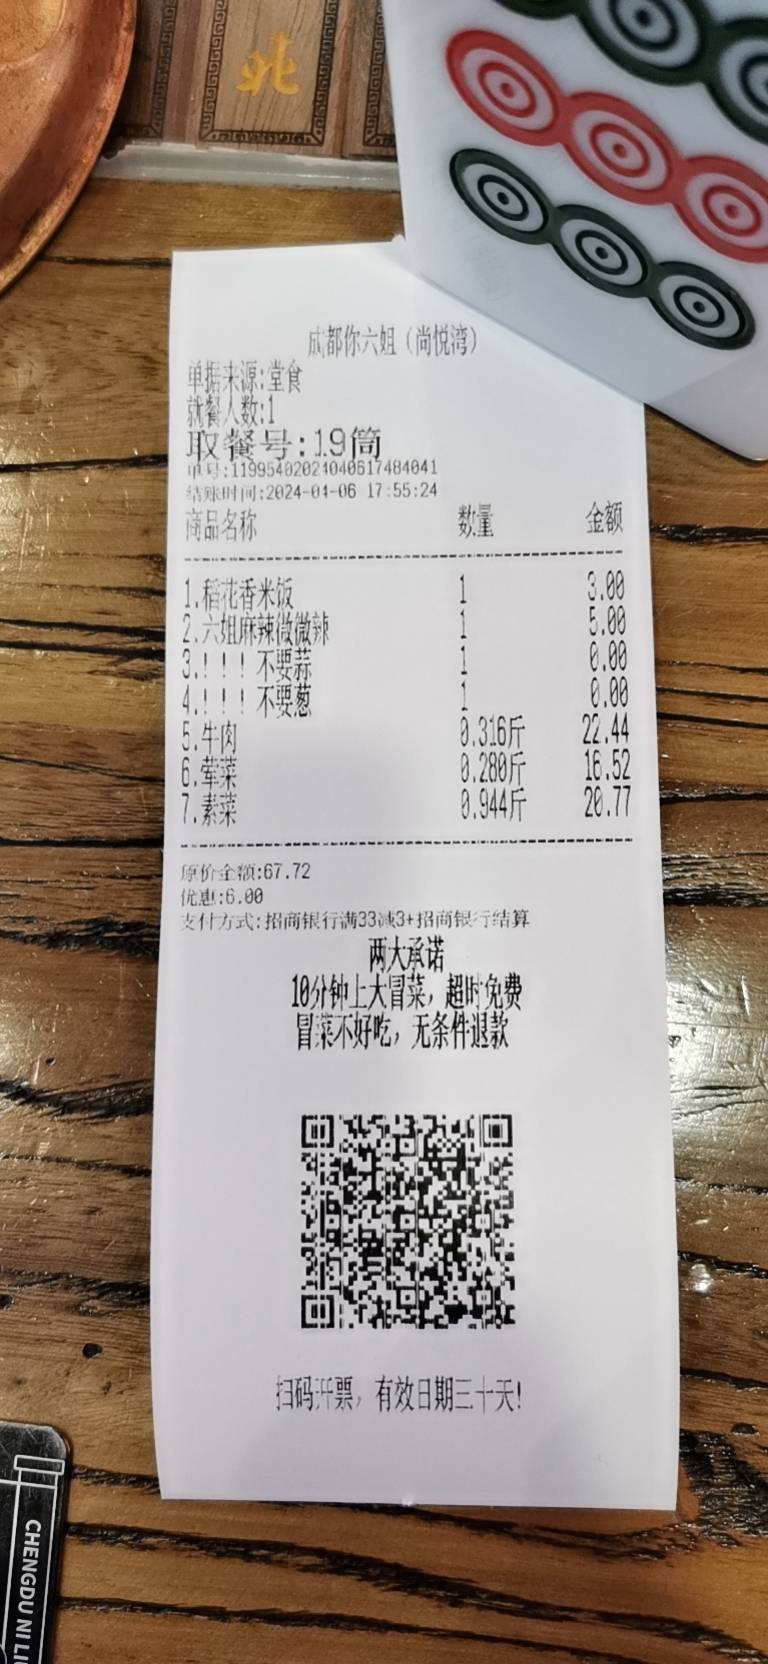 北
成都你六姐（尚悦湾）
单据来源:堂食
就餐人数:1
取餐号:19筒
单号:11995402024040617484041
结账时间:2024-04-06 17:55:24
商品名称 数量 金额
1.稻花香米饭 1 3.00
2.六姐麻辣微微辣 1 5.00
3.！！！不要蒜 1 0.00
4.！！！不要葱 1 0.00
5.牛肉 0.316斤 22.44
6.荤菜 0.280斤 16.52
7.素菜 0.944斤 20.77
原价金额:67.72
优惠:6.00
支付方式:招商银行满33减3+招商银行结算
两大承诺
10分钟上大冒菜，超时免费
冒菜不好吃，无条件退款
扫码开票，有效日期三十天!
CHENGDU NI LI